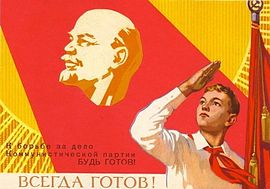 К борьбе за дело
Коммунистической партии
БУДЬ ГОТОВ!
ВСЕГДА ГОТОВ!